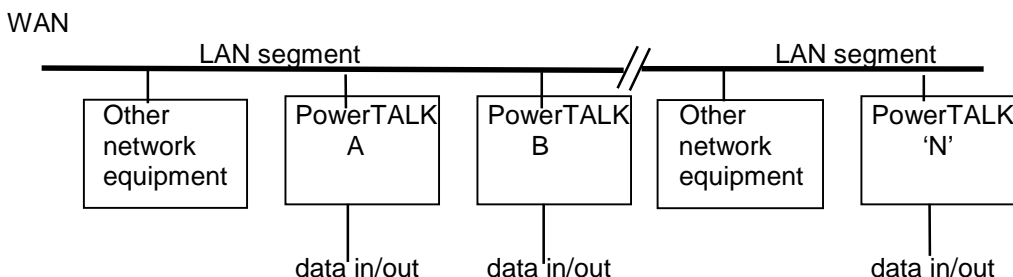 WAN
LAN segment
LAN segment
Other
network
equipment
PowerTALK
A
PowerTALK
B
Other
network
equipment
PowerTALK
'N'
data in/out
data in/out
data in/out